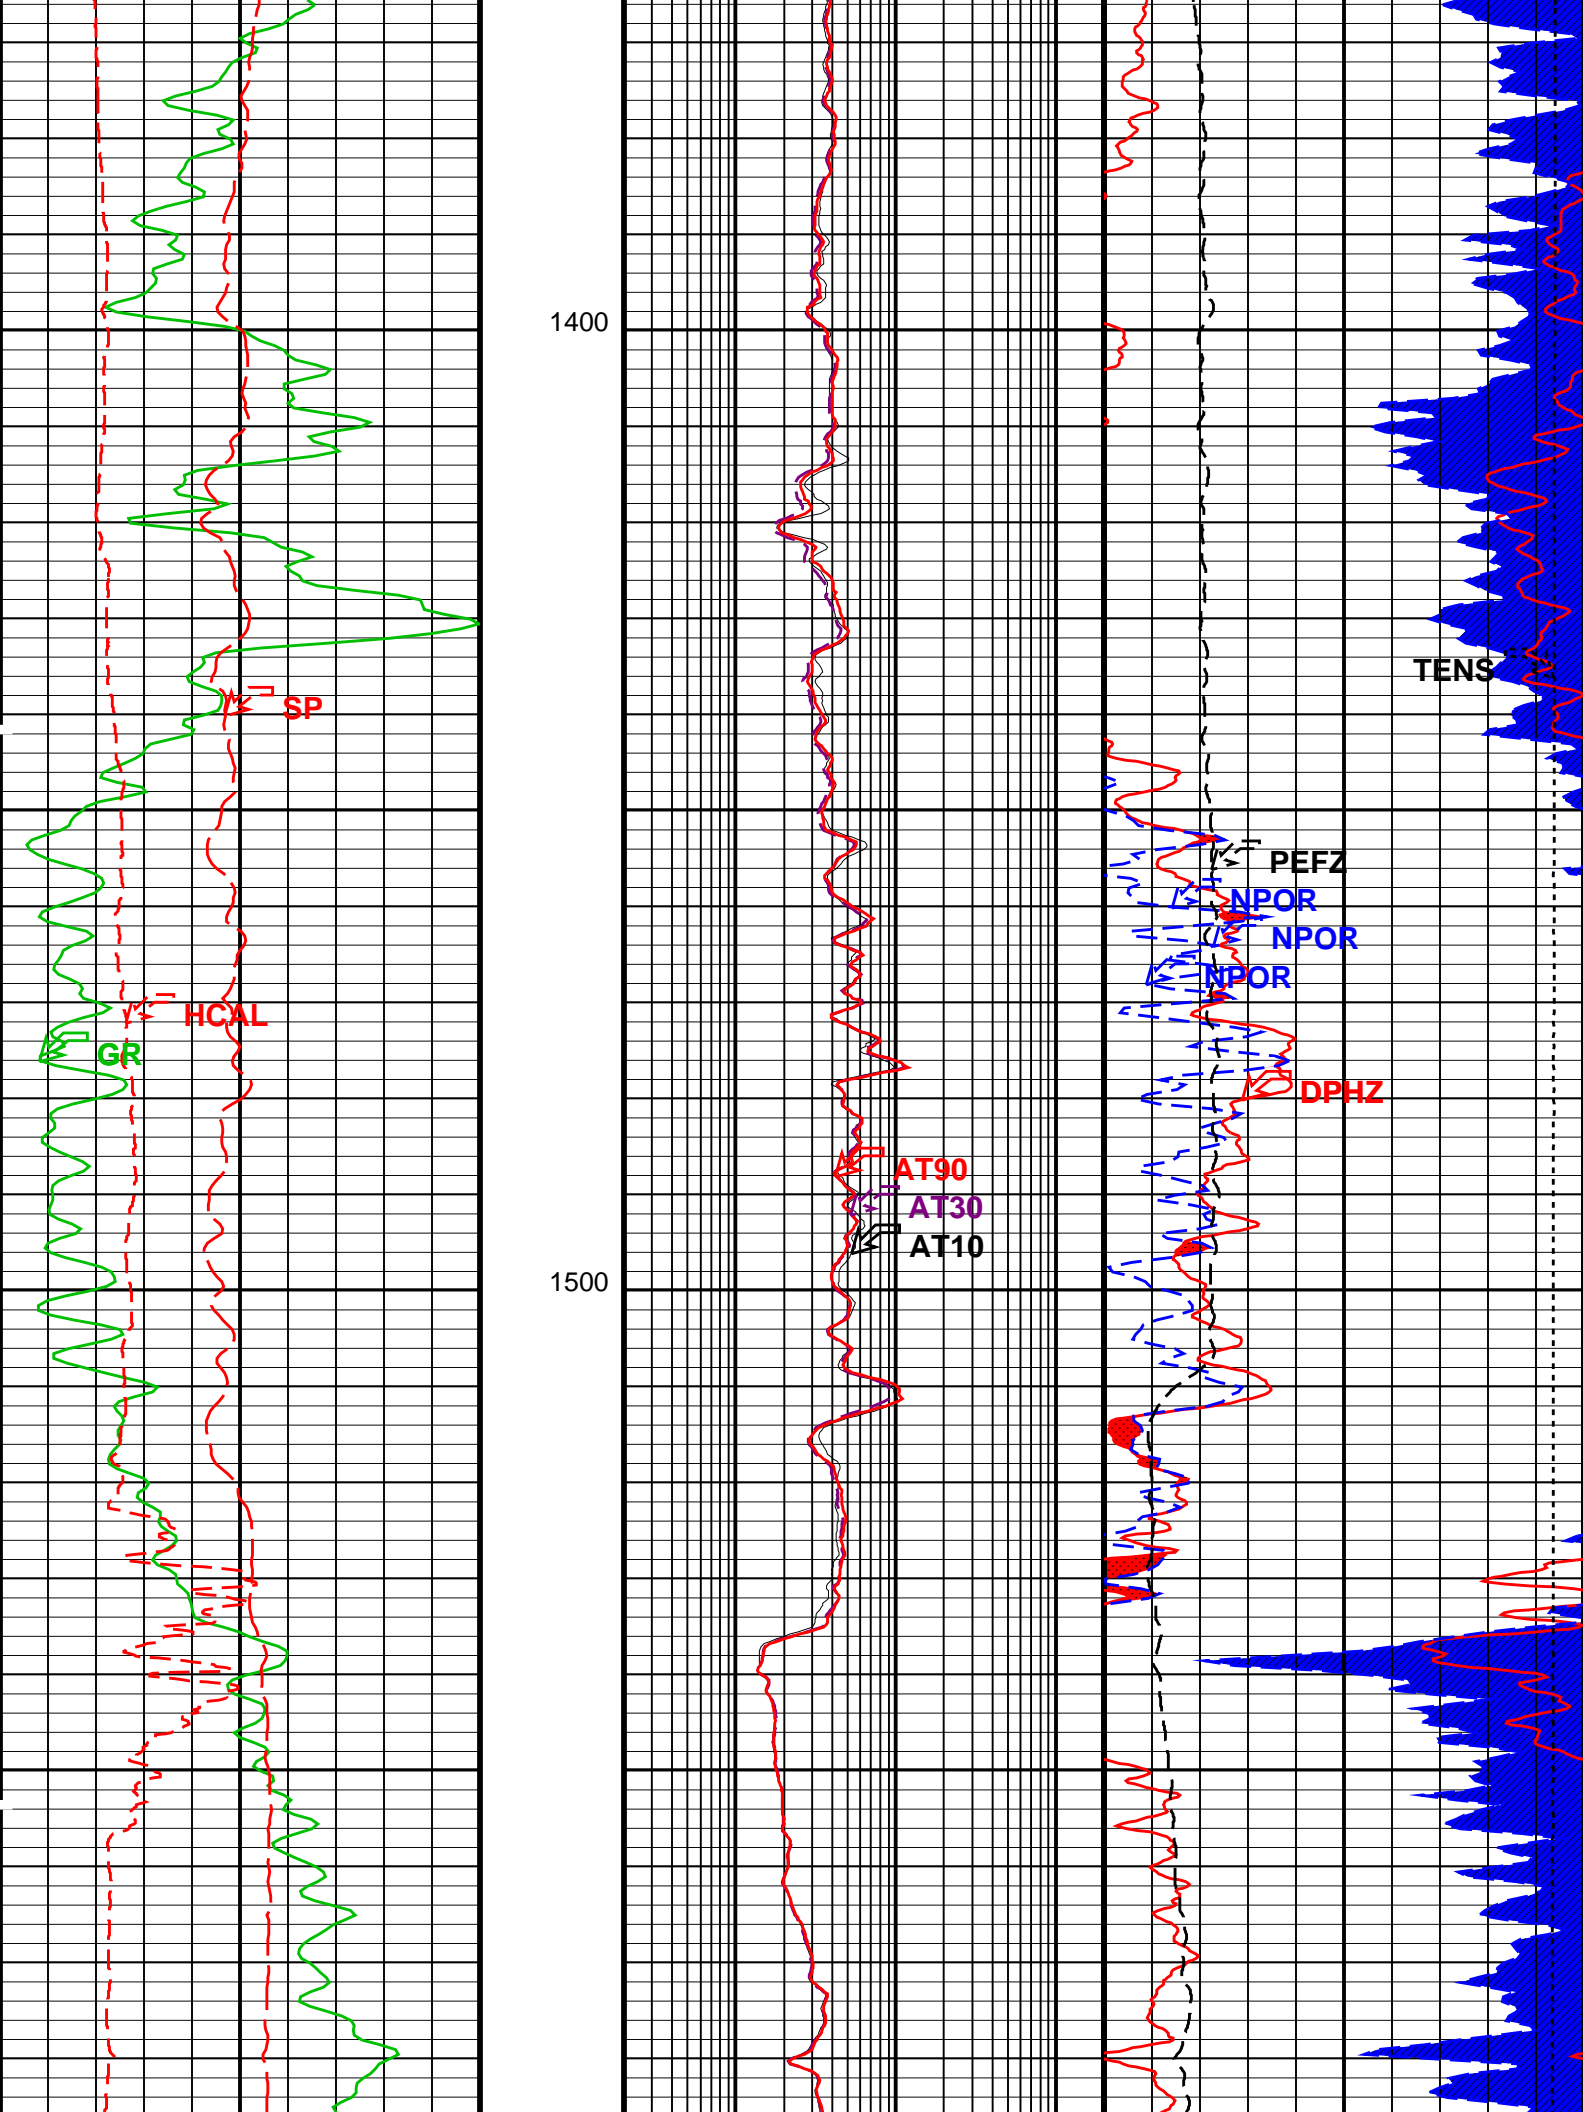 1400
TENS
SP
PEFZ
NPOR
NPOR
NPOR
HCAL
GR
DPHZ
AT90
AT30
AT10
1500